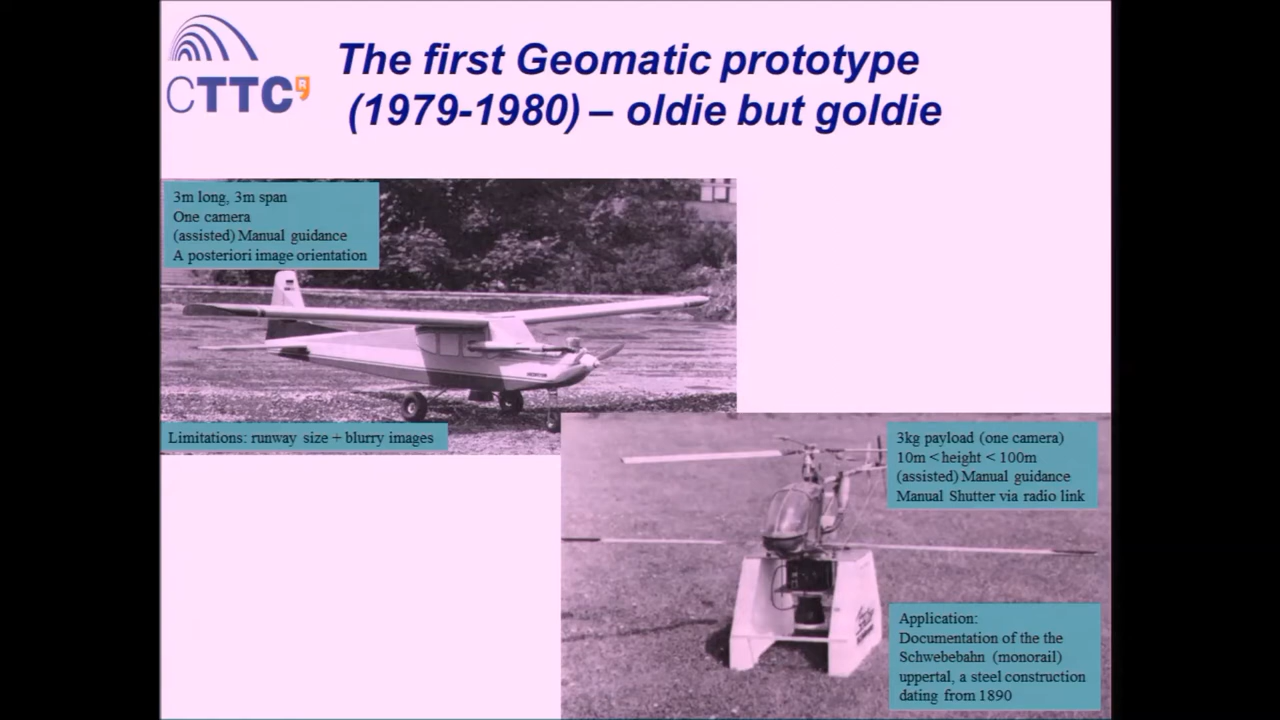 CTTC
R
The first Geomatic prototype
(1979-1980) – oldie but goldie
3m long, 3m span
One camera
(assisted) Manual guidance
A posteriori image orientation
Limitations: runway size + blurry images
3kg payload (one camera)
10m < height < 100m
(assisted) Manual guidance
Manual Shutter via radio link
Application:
Documentation of the the
Schwebebahn (monorail)
uppertal, a steel construction
dating from 1890